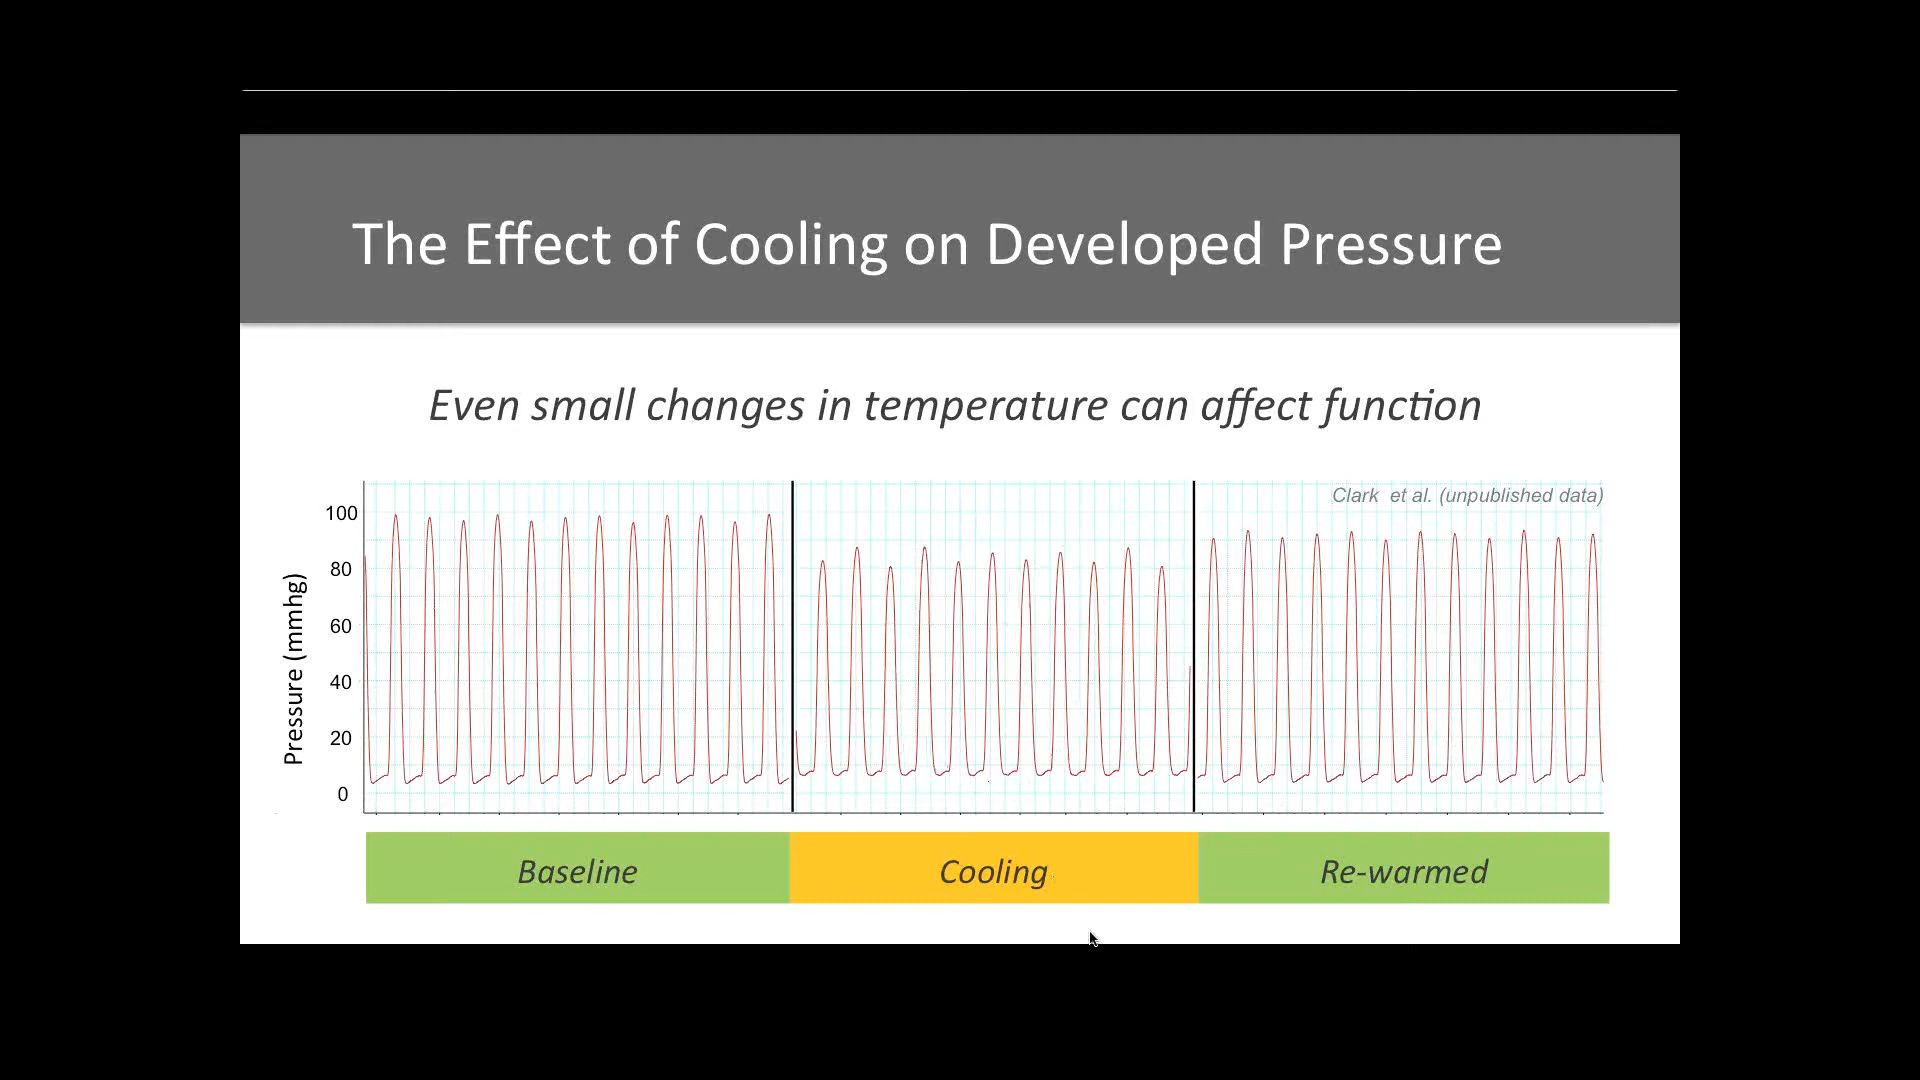 The Effect of Cooling on Developed Pressure
Even small changes in temperature can affect function
Clark et al. (unpublished data)
Pressure (mmhg)
100
80
60
40
20
0
Baseline
Cooling
Re-warmed